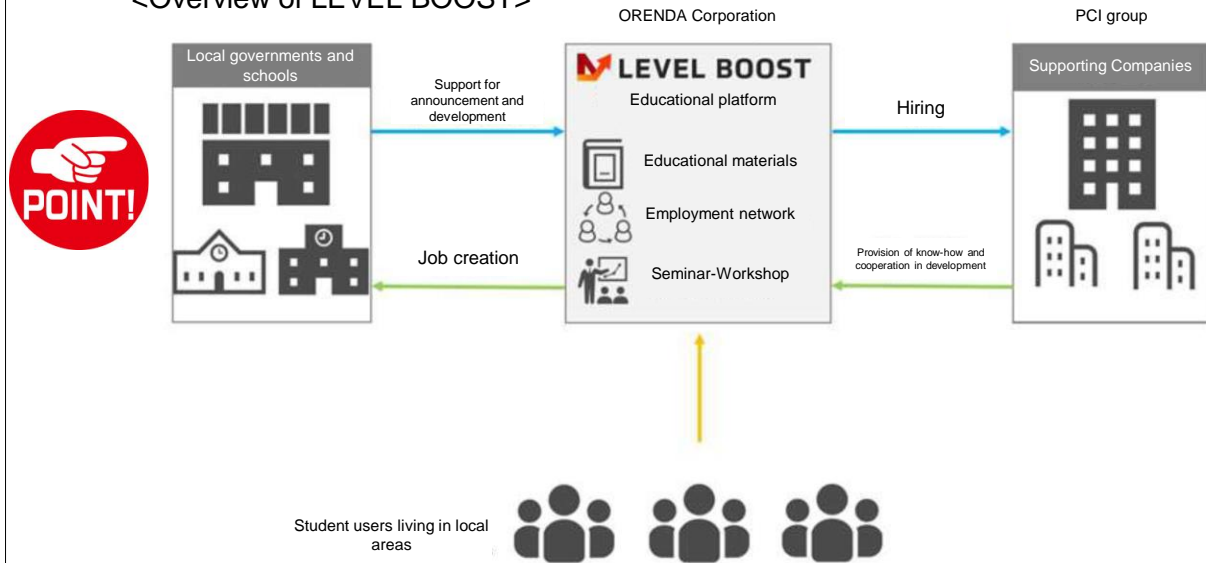 <Overview of LEVEL BOOST>
ORENDA Corporation
PCI group
Local governments and
schools
Support for
announcement and
development
LEVEL BOOST
Educational platform
Hiring
Supporting Companies
POINT!
Educational materials
Employment network
Job creation
Seminar-Workshop
Provision of know-how and
cooperation in development
Student users living in local
areas